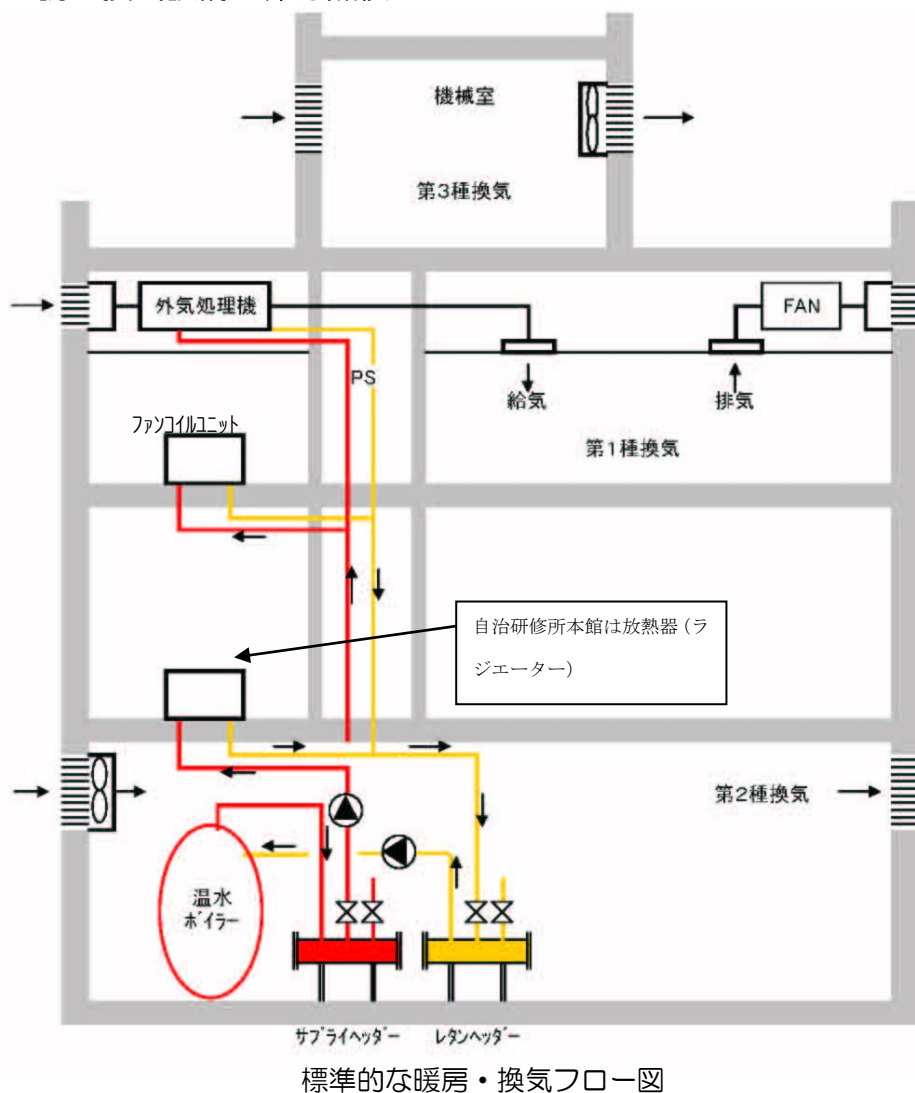 機械室
第3種換気
外気処理機
FAN
PS
給気
排気
ファンコイルユニット
第1種換気
自治研修所本館は放熱器(ラ
ジエーター)
第2種換気
温水
ボイラー
サプライヘッダー
レタンヘッダー
標準的な暖房・換気フロー図